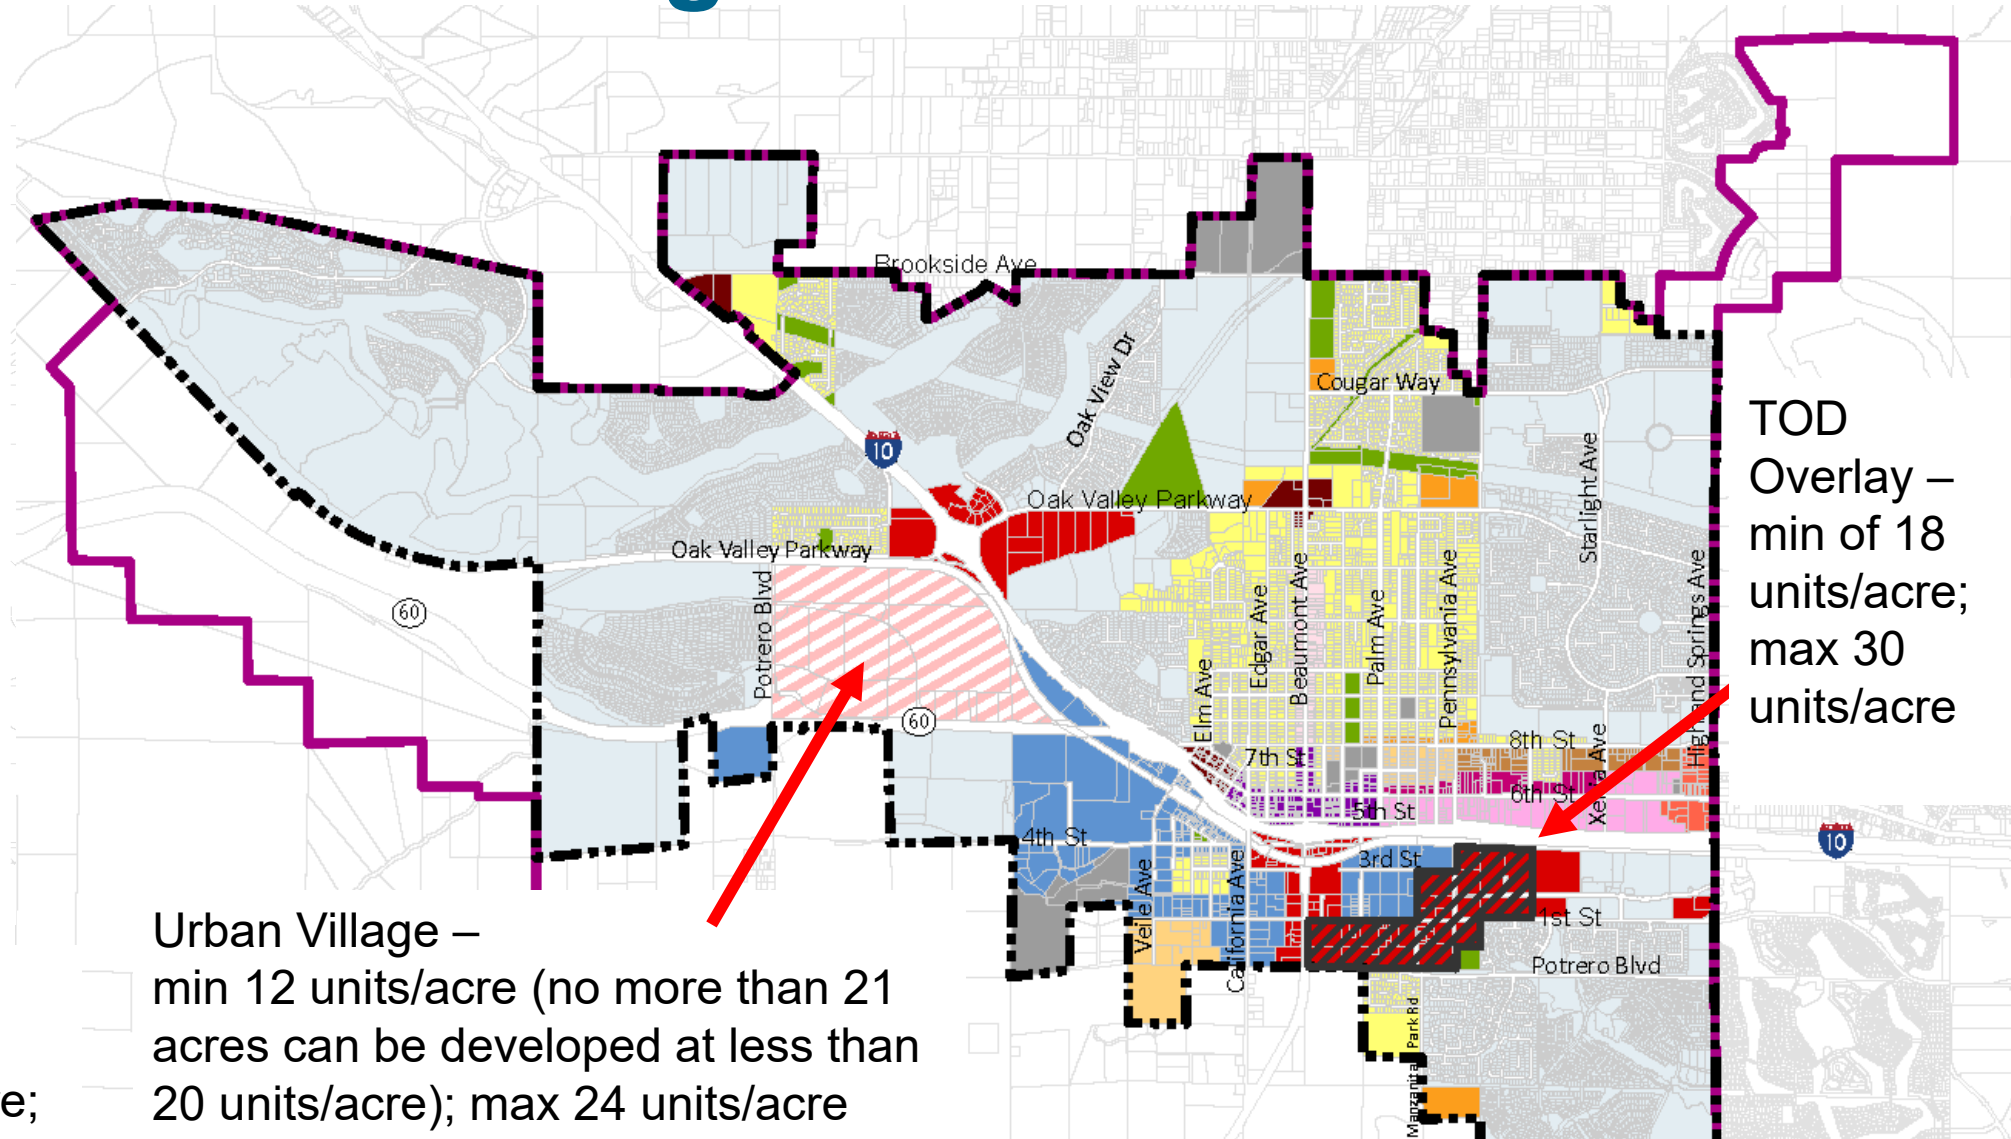 g
Brookside Ave
Oak View Dr
Cougar Way
10
Oak Valley Parkway
Oak Valley Parkway
Starlight Ave
TOD
Overlay –
min of 18
units/acre;
max 30
units/acre
60
Potrero Blvd
60
Elm Ave
Edgar Ave
Beaumont Ave
Palm Ave
Pennsylvania Ave
Highland Springs Ave
8th St
7th St
6th St
Xenia Ave
5th St
4th St
3rd St
10
Veile Ave
California Ave
1st St
Potrero Blvd
Manzanita Park Rd
Urban Village –
min 12 units/acre (no more than 21
acres can be developed at less than
20 units/acre); max 24 units/acre
e;